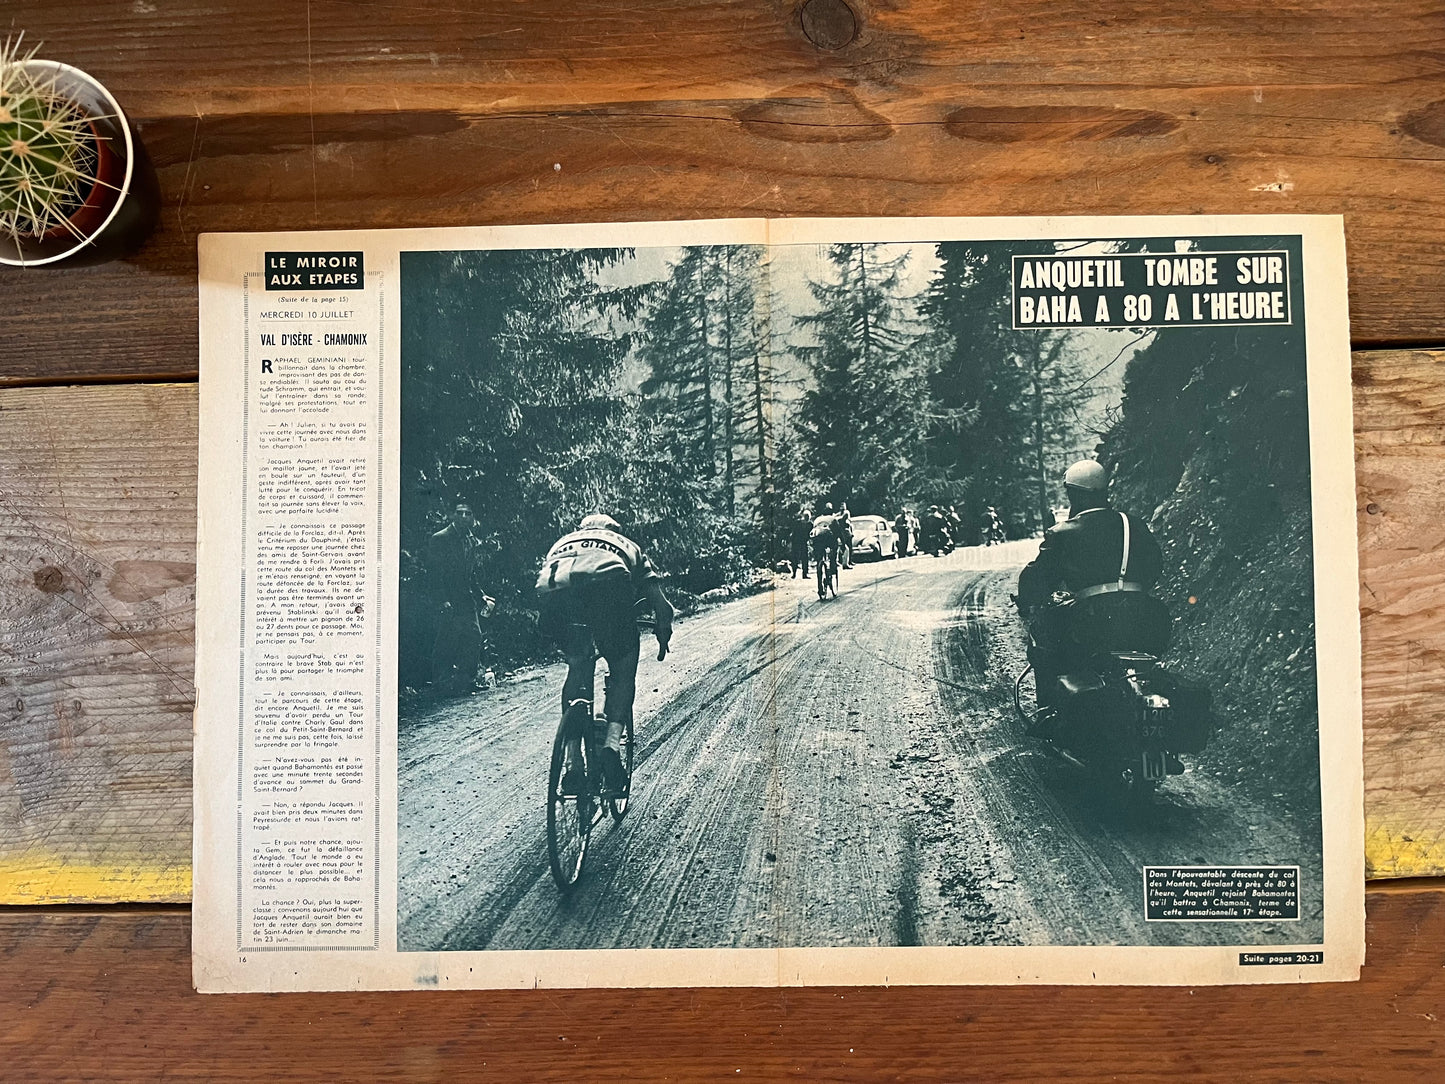 LE MIROIR
AUX ETAPES
(Suite de la page 15)
MERCREDI 10 JUILLET
VAL D'ISÈRE - CHAMONIX
RAPHAEL GEMINIANI tour-
billonnait dans la chambre,
improvisant des pas de dan-
se endiablés. Il sauta au cou du
rude Schramm, qui entrait, et vou-
lut l'entraîner dans sa ronde,
malgré ses protestations, tout en
lui donnant l'accolade :
— Ah ! Julien, si tu avais pu
vivre cette journée avec nous dans
la voiture ! Tu aurais été fier de
ton champion !
Jacques Anquetil avait retiré
son maillot jaune, et l'avait jeté
en boule sur un fauteuil, d'un
geste indifférent, après avoir tant
lutté pour le conquérir. En tricot
de corps et cuissard, il commen-
tait sa journée sans élever la voix,
avec une parfaite lucidité :
— Je connaissais ce passage
difficile de la Forclaz, dit-il. Après
le Critérium du Dauphiné, j'étais
venu me reposer une journée chez
des amis de Saint-Gervais avant
de me rendre à Forli. J'avais pris
cette route du col des Montets et
je m'étais renseigné, en voyant la
route défoncée de la Forclaz, sur
la durée des travaux. Ils ne de-
vaient pas être terminés avant un
an. A mon retour, j'avais donc
prévenu Stablinski qu'il aurait
intérêt à mettre un pignon de 26
ou 27 dents pour ce passage. Moi,
je ne pensais pas, à ce moment,
participer au Tour.
Mais aujourd'hui, c'est au
contraire le brave Stab qui n'est
plus là pour partager le triomphe
de son ami.
— Je connaissais, d'ailleurs,
tout le parcours de cette étape,
dit encore Anquetil. Je me suis
souvenu d'avoir perdu un Tour
d'Italie contre Charly Gaul dans
ce col du Petit-Saint-Bernard et
je ne me suis pas, cette fois, laissé
surprendre par la fringale.
— N'avez-vous pas été in-
quiet quand Bahamontès est passé
avec une minute trente secondes
d'avance au sommet du Grand-
Saint-Bernard ?
— Non, a répondu Jacques. Il
avait bien pris deux minutes dans
Peyresourde et nous l'avions rat-
trapé.
— Et puis notre chance, ajou-
ta Gem, ce fut la défaillance
d'Anglade. Tout le monde a eu
intérêt à rouler avec nous pour le
distancer le plus possible... et
cela nous a rapprochés de Baha-
montès.
La chance ? Oui, plus la super-
classe ; convenons aujourd'hui que
Jacques Anquetil aurait bien eu
tort de rester dans son domaine
de Saint-Adrien le dimanche ma-
tin 23 juin...
16
ANQUETIL TOMBE SUR
BAHA A 80 A L'HEURE
GITANE
Dans l'épouvantable descente du col
des Montets, dévalant à près de 80 à
l'heure, Anquetil rejoint Bahamontes
qu'il battra à Chamonix, terme de
cette sensationnelle 17e étape.
Suite pages 20-21